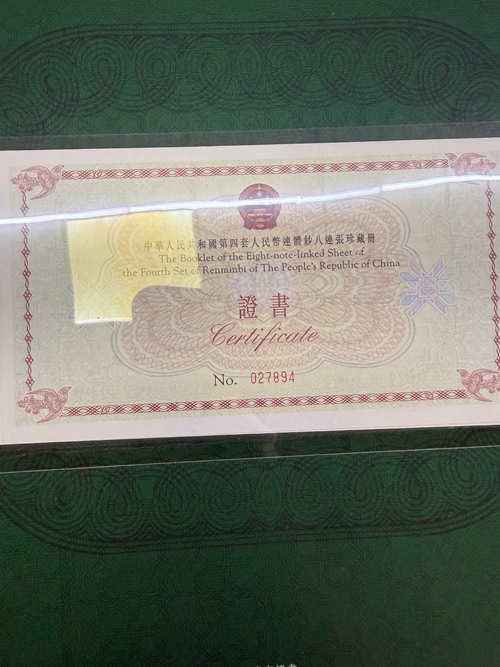 中華人民共和國第四套人民幣連體鈔八連張珍藏冊
The Booklet of the Eight-note-linked Sheet of
the Fourth Set of Renminbi of The People's Republic of China
證書
Certificate
No. 027894